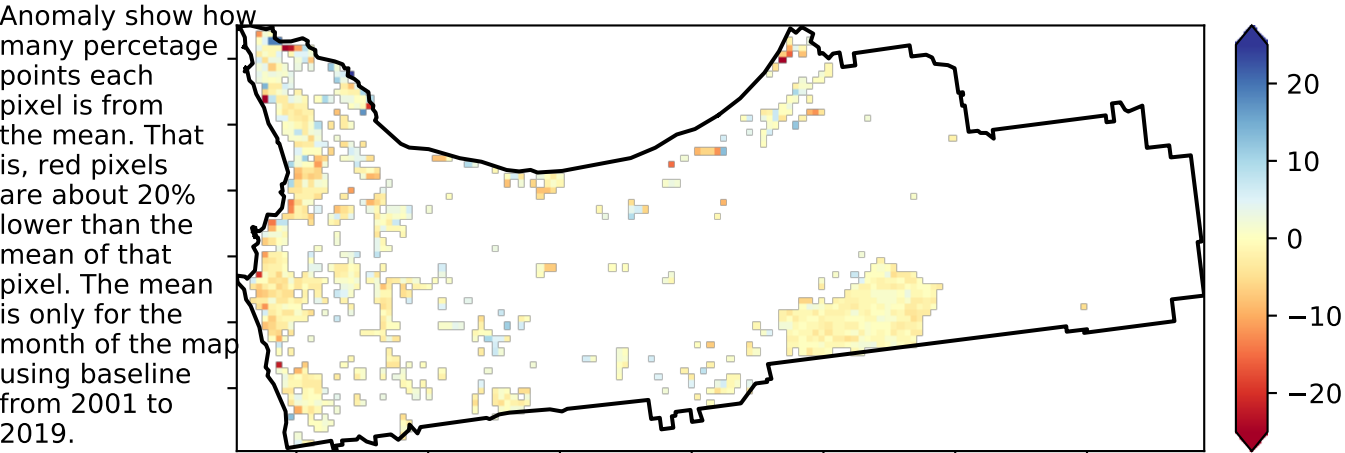 Anomaly show how
many percetage
points each
pixel is from
the mean. That
is, red pixels
are about 20%
lower than the
mean of that
pixel. The mean
is only for the
month of the map
using baseline
from 2001 to
2019.
20
10
0
−10
−20